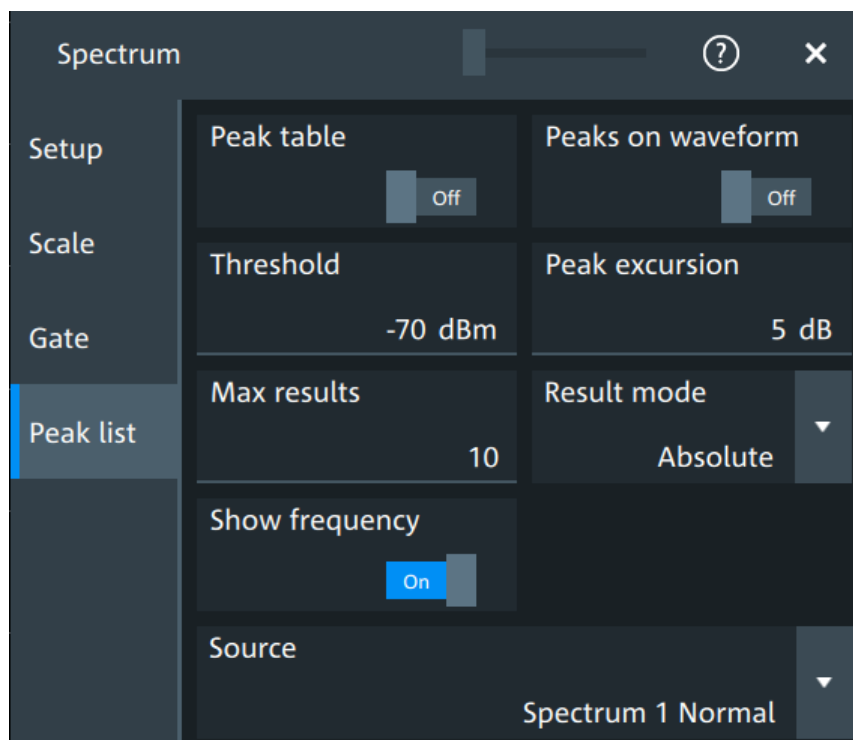 Spectrum ?
Setup
Scale
Gate
Peak list
Peak table
Off
Peaks on waveform
Off
Threshold
-70 dBm
Peak excursion
5 dB
Max results
10
Result mode
Absolute
Show frequency
On
Source
Spectrum 1 Normal